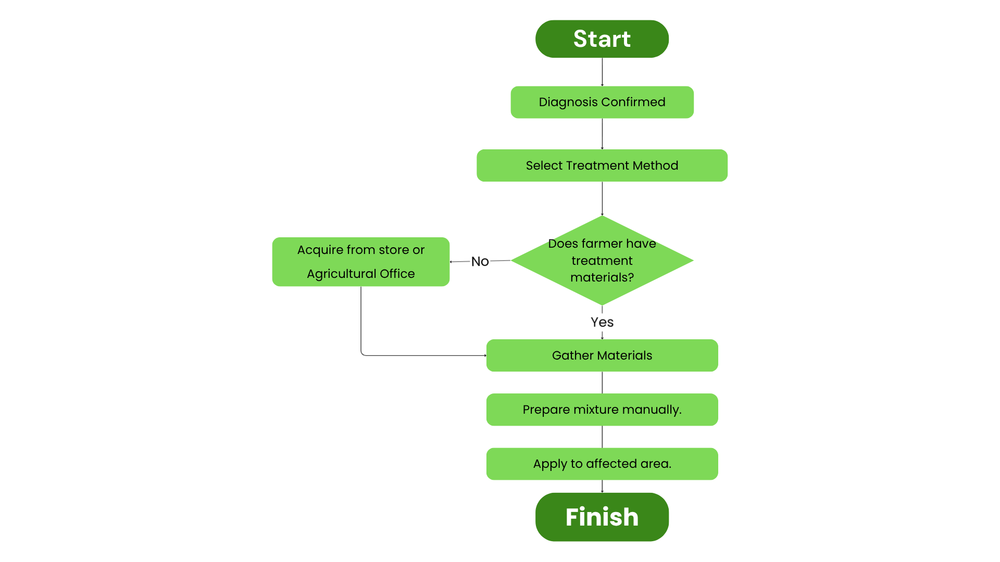 Start
Diagnosis Confirmed
Select Treatment Method
Does farmer have
treatment
materials?
No
Acquire from store or
Agricultural Office
Yes
Gather Materials
Prepare mixture manually.
Apply to affected area.
Finish